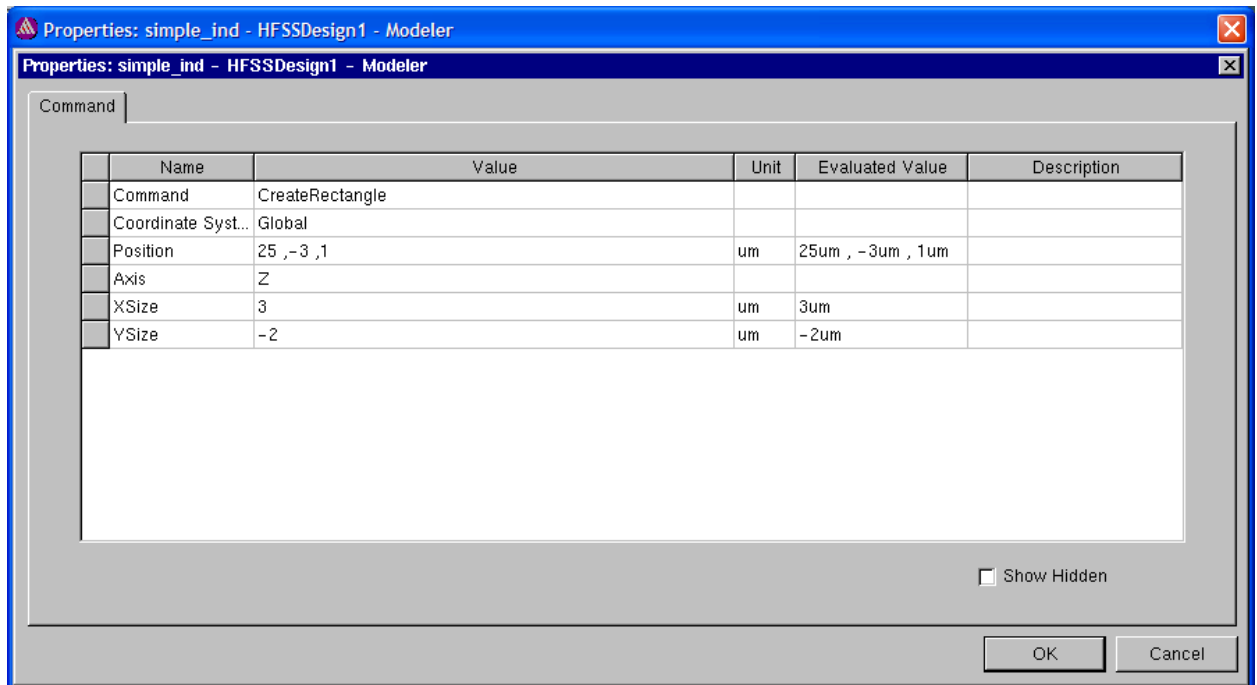 Properties: simple_ind - HFSSDesign1 - Modeler
Properties: simple_ind - HFSSDesign1 - Modeler
Command
Name Value Unit Evaluated Value Description
Command CreateRectangle
Coordinate Syst... Global
Position 25 ,-3 ,1 um 25um , -3um , 1um
Axis Z
XSize 3 um 3um
YSize -2 um -2um
Show Hidden
OK Cancel